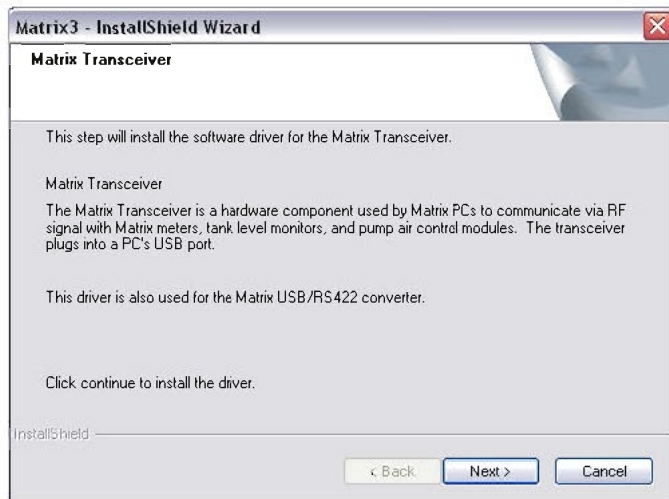 Matrix3 - InstallShield Wizard
Matrix Transceiver
This step will install the software driver for the Matrix Transceiver.
Matrix Transceiver
The Matrix Transceiver is a hardware component used by Matrix PCs to communicate via RF
signal with Matrix meters, tank level monitors, and pump air control modules. The transceiver
plugs into a PC's USB port.
This driver is also used for the Matrix USB/RS422 converter.
Click continue to install the driver.
InstallShield
< Back
Next >
Cancel